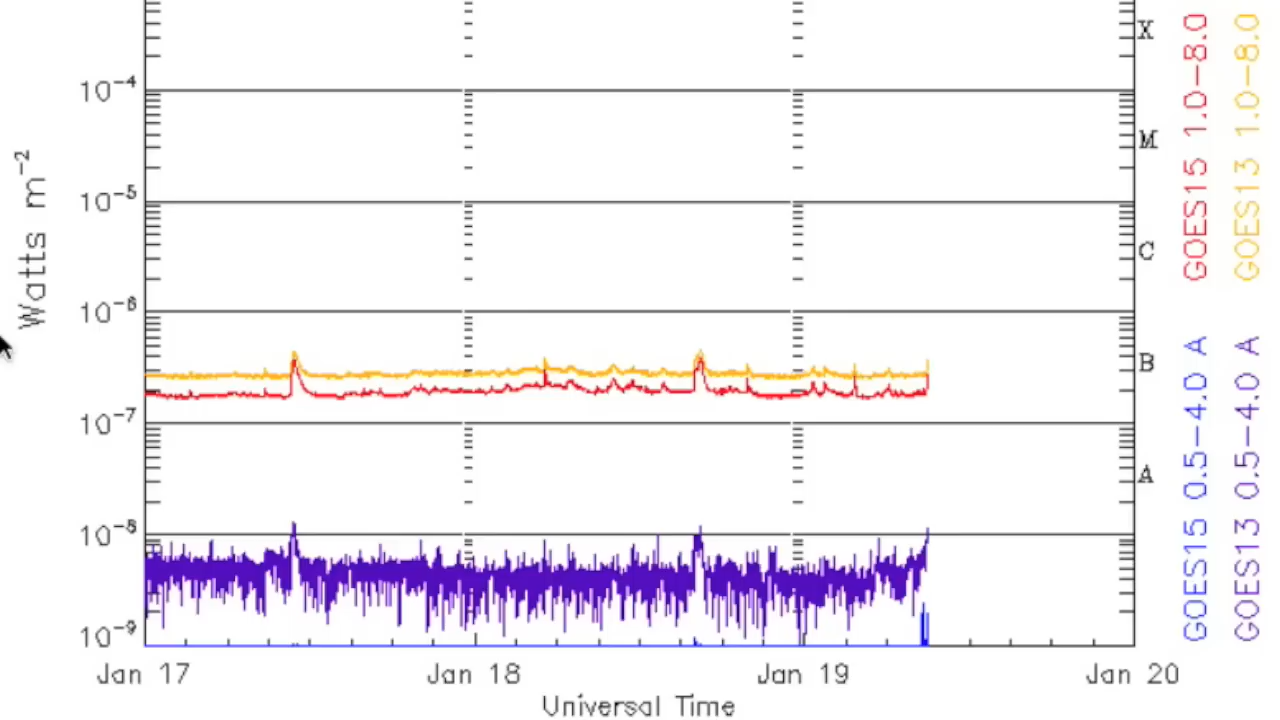 X
10⁻⁴
M
10⁻⁵
C
10⁻⁶
B
10⁻⁷
A
10⁻⁸
10⁻⁹
Watts m⁻²
Jan 17 Jan 18 Jan 19 Jan 20
Universal Time
GOES15 0.5-4.0 A GOES15 1.0-8.0
GOES13 0.5-4.0 A GOES13 1.0-8.0